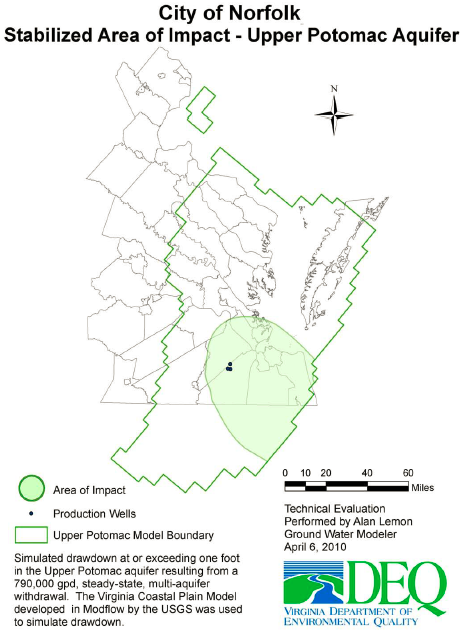 City of Norfolk
Stabilized Area of Impact - Upper Potomac Aquifer
N
Area of Impact
Production Wells
Upper Potomac Model Boundary
0 10 20 40 60
Miles
Simulated drawdown at or exceeding one foot
in the Upper Potomac aquifer resulting from a
790,000 gpd, steady-state, multi-aquifer
withdrawal. The Virginia Coastal Plain Model
developed in Modflow by the USGS was used
to simulate drawdown.
Technical Evaluation
Performed by Alan Lemon
Ground Water Modeler
April 6, 2010
DEQ
VIRGINIA DEPARTMENT OF
ENVIRONMENTAL QUALITY